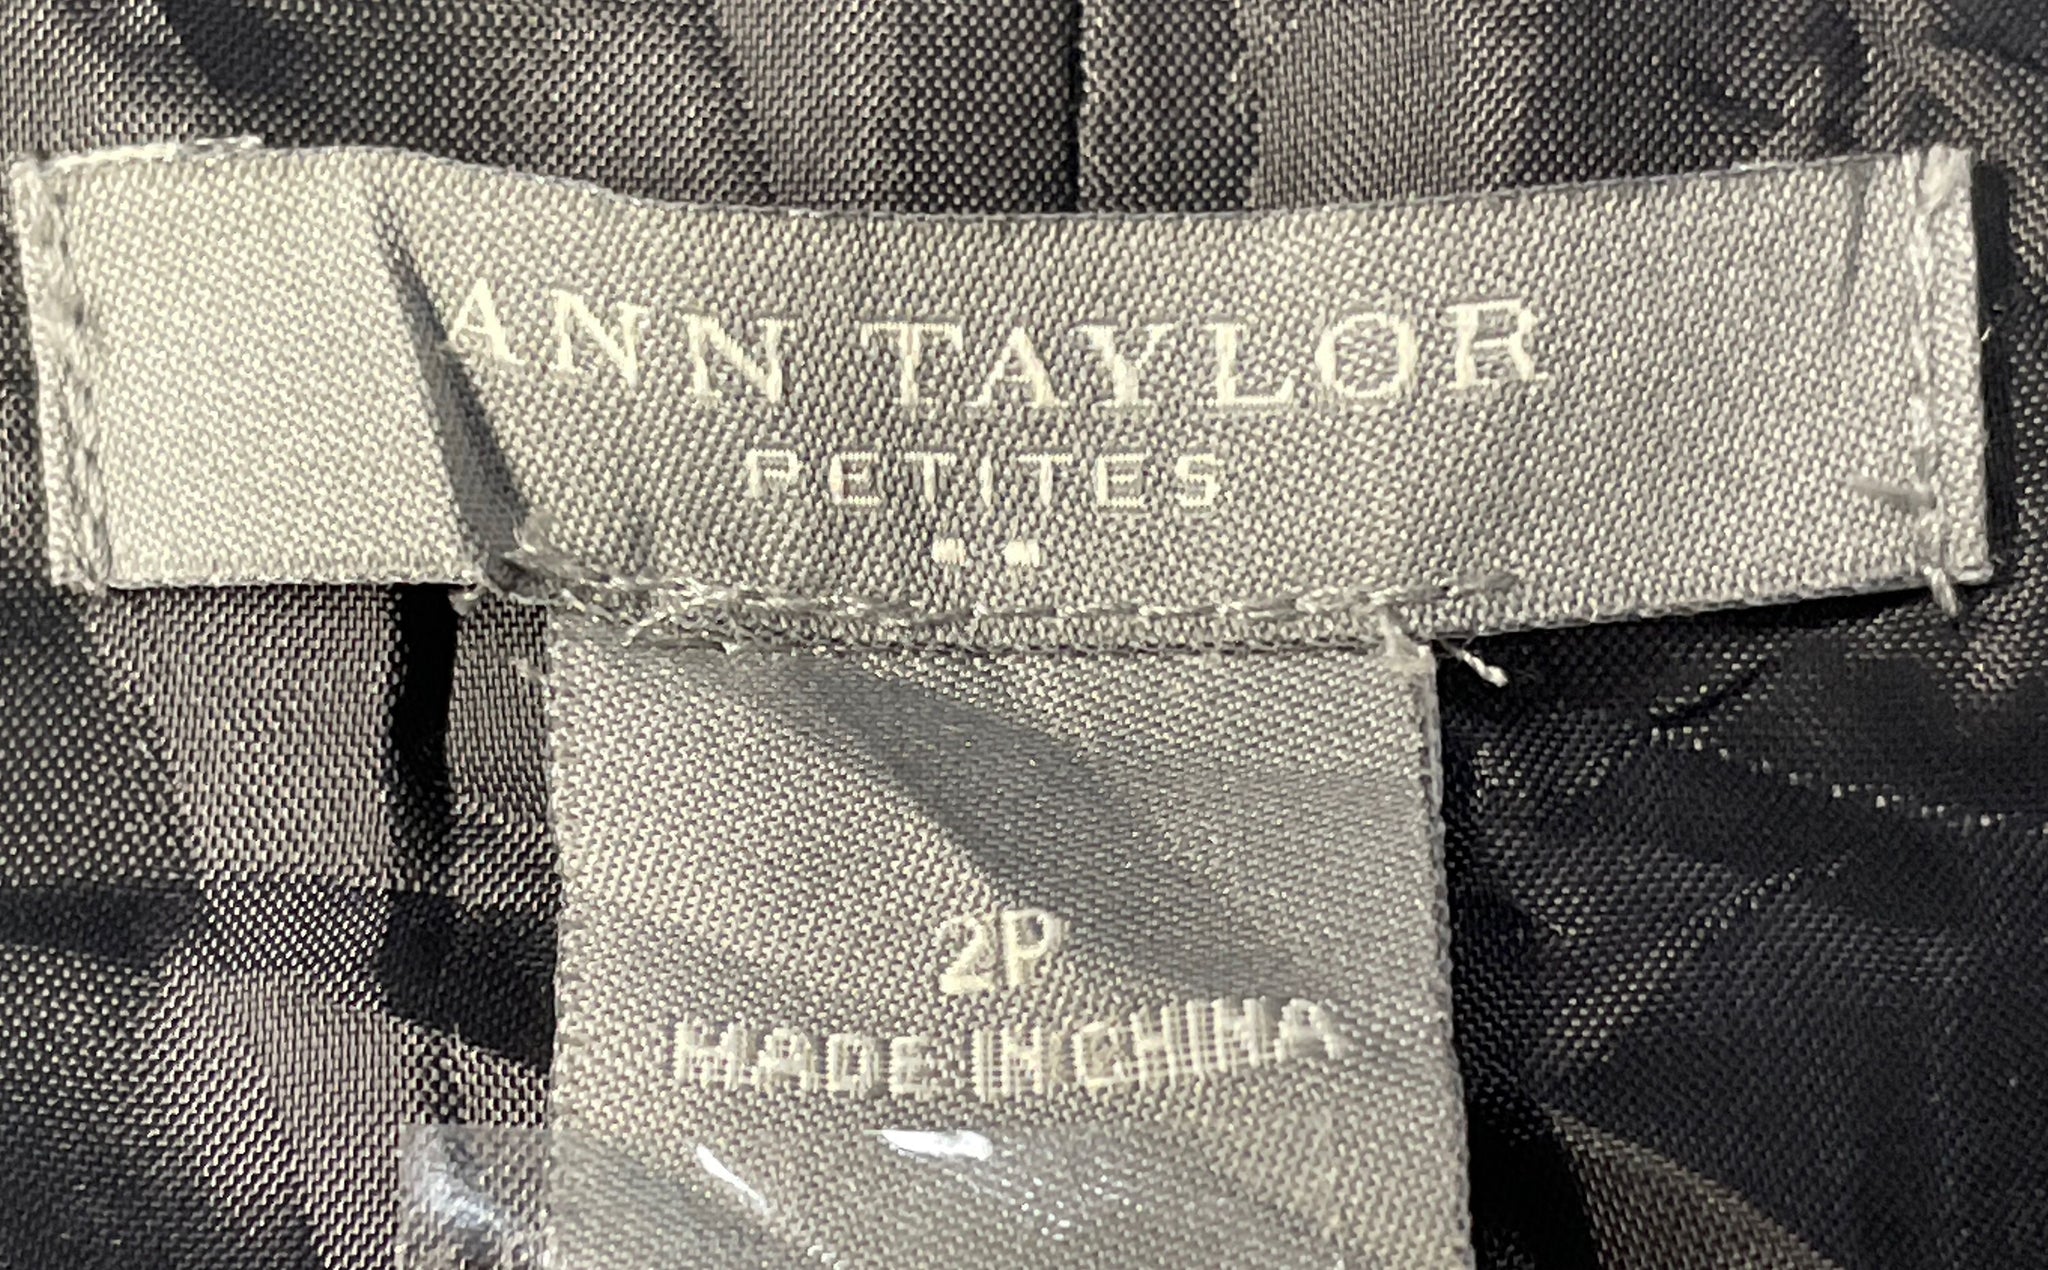 ANN TAYLOR
PETITES
2P
MADE IN CHINA